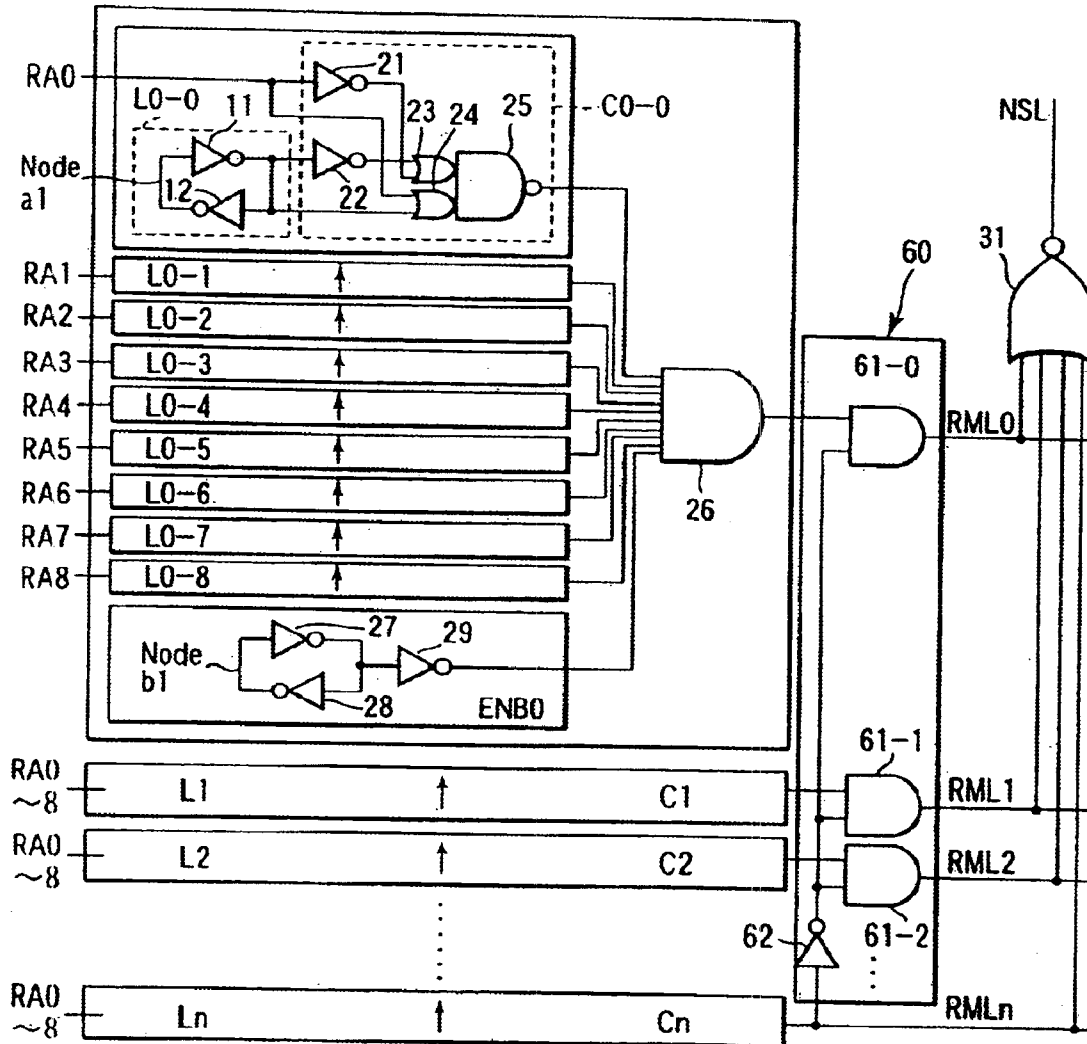 RA0
L0-0
11
Node
a1
12
21
22
23
24
25
C0-0
RA1
L0-1
RA2
L0-2
RA3
L0-3
RA4
L0-4
RA5
L0-5
RA6
L0-6
RA7
L0-7
RA8
L0-8
26
Node
b1
27
28
29
ENB0
NSL
31
60
61-0
RML0
RA0
~8
L1
C1
61-1
RML1
RA0
~8
L2
C2
RML2
61-2
62
RA0
~8
Ln
Cn
RMLn